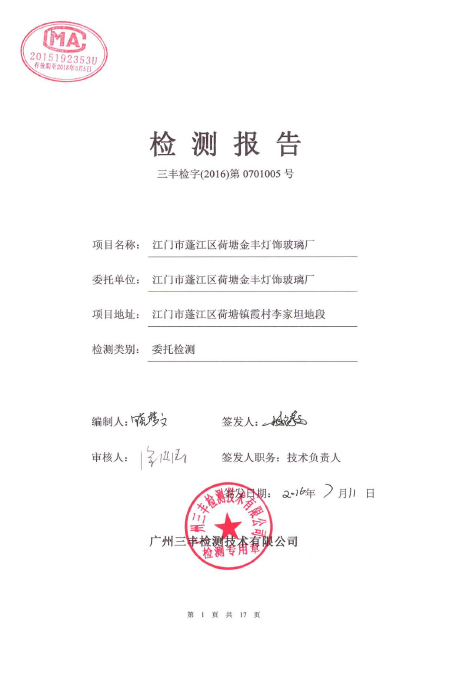 MA
2015192353U
检测报告
三丰检字(2016)第 0701005 号
项目名称： 江门市蓬江区荷塘金丰灯饰玻璃厂
委托单位： 江门市蓬江区荷塘金丰灯饰玻璃厂
项目地址： 江门市蓬江区荷塘镇霞村李家坦地段
检测类别： 委托检测
编制人： 签发人：
审核人： 签发人职务：技术负责人
签发日期： 2016年 7 月 11 日
广州三丰检测技术有限公司
检测专用章
第 1 页 共 17 页